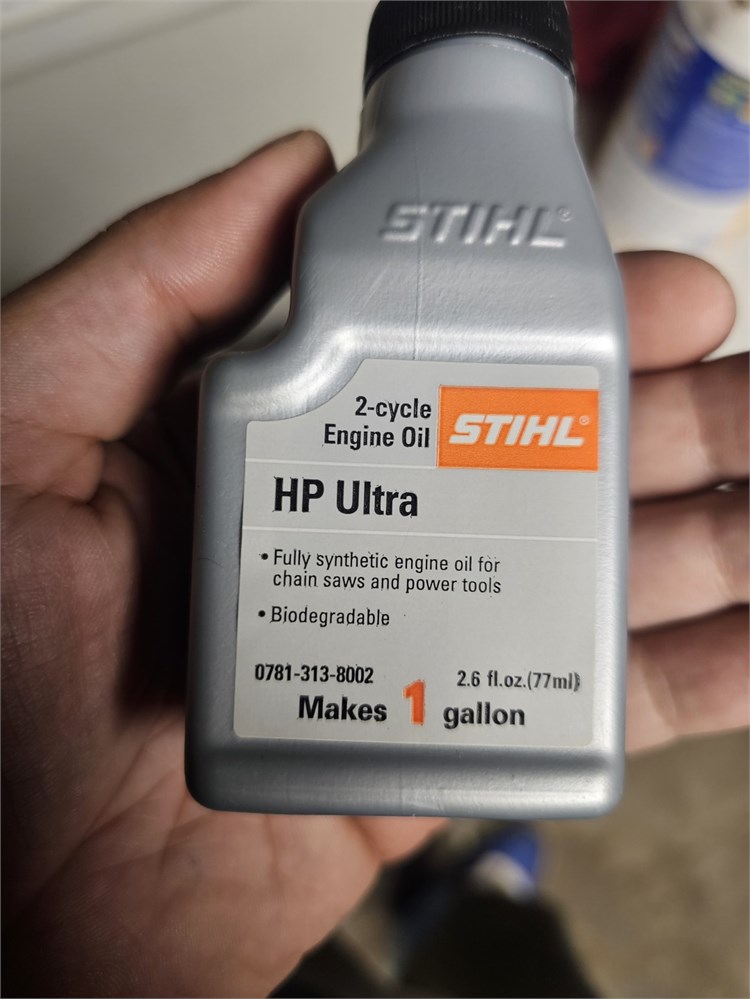 STIHL®
2-cycle
Engine Oil
STIHL®
HP Ultra
• Fully synthetic engine oil for
chain saws and power tools
• Biodegradable
0781-313-8002
2.6 fl.oz.(77ml)
Makes 1 gallon